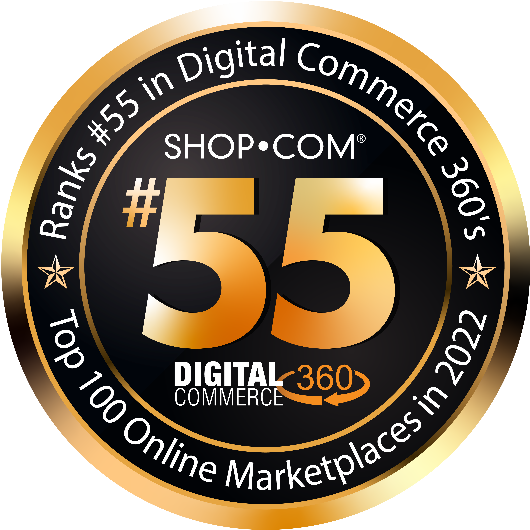 Ranks #55 in Digital Commerce 360's
SHOP•COM®
#55
DIGITAL
COMMERCE
360
Top 100 Online Marketplaces in 2022